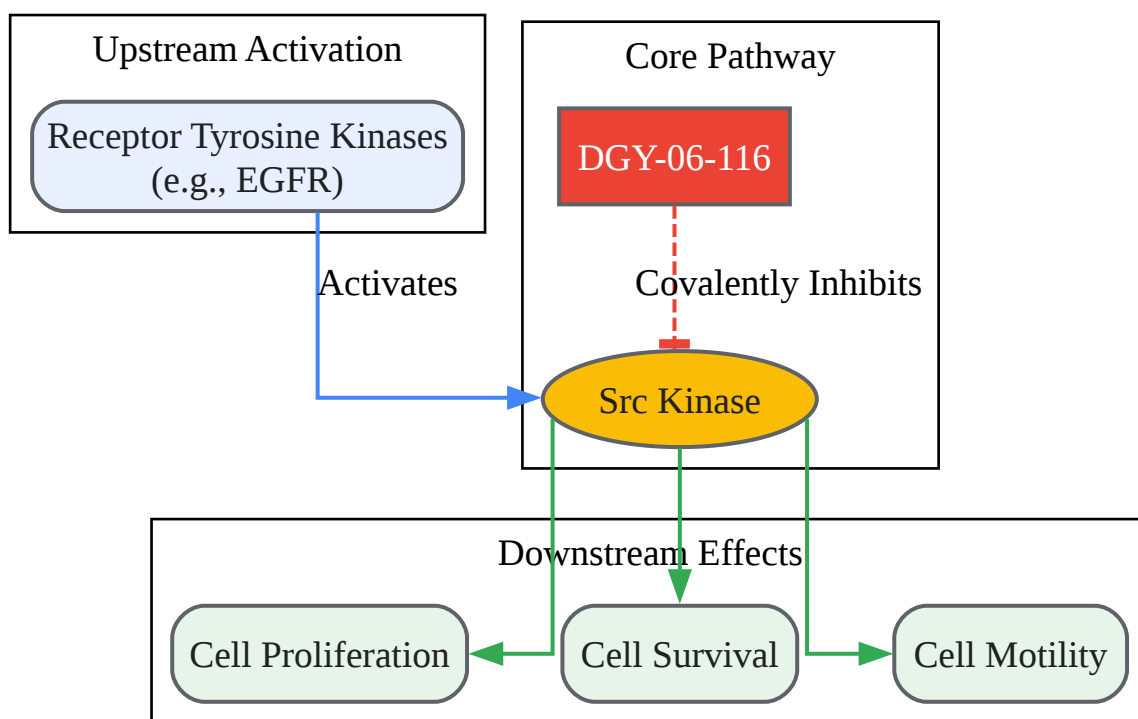 Upstream Activation
Receptor Tyrosine Kinases
(e.g., EGFR)
Core Pathway
DGY-06-116
Activates
Covalently Inhibits
Src Kinase
Downstream Effects
Cell Proliferation
Cell Survival
Cell Motility